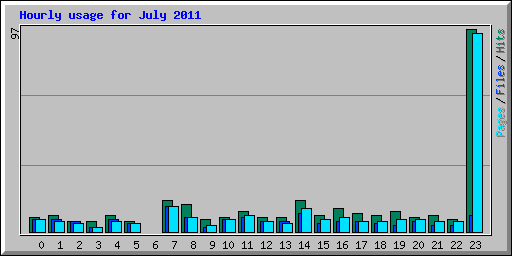 Hourly usage for July 2011
97
Pages/Files/Hits
0 1 2 3 4 5 6 7 8 9 10 11 12 13 14 15 16 17 18 19 20 21 22 23